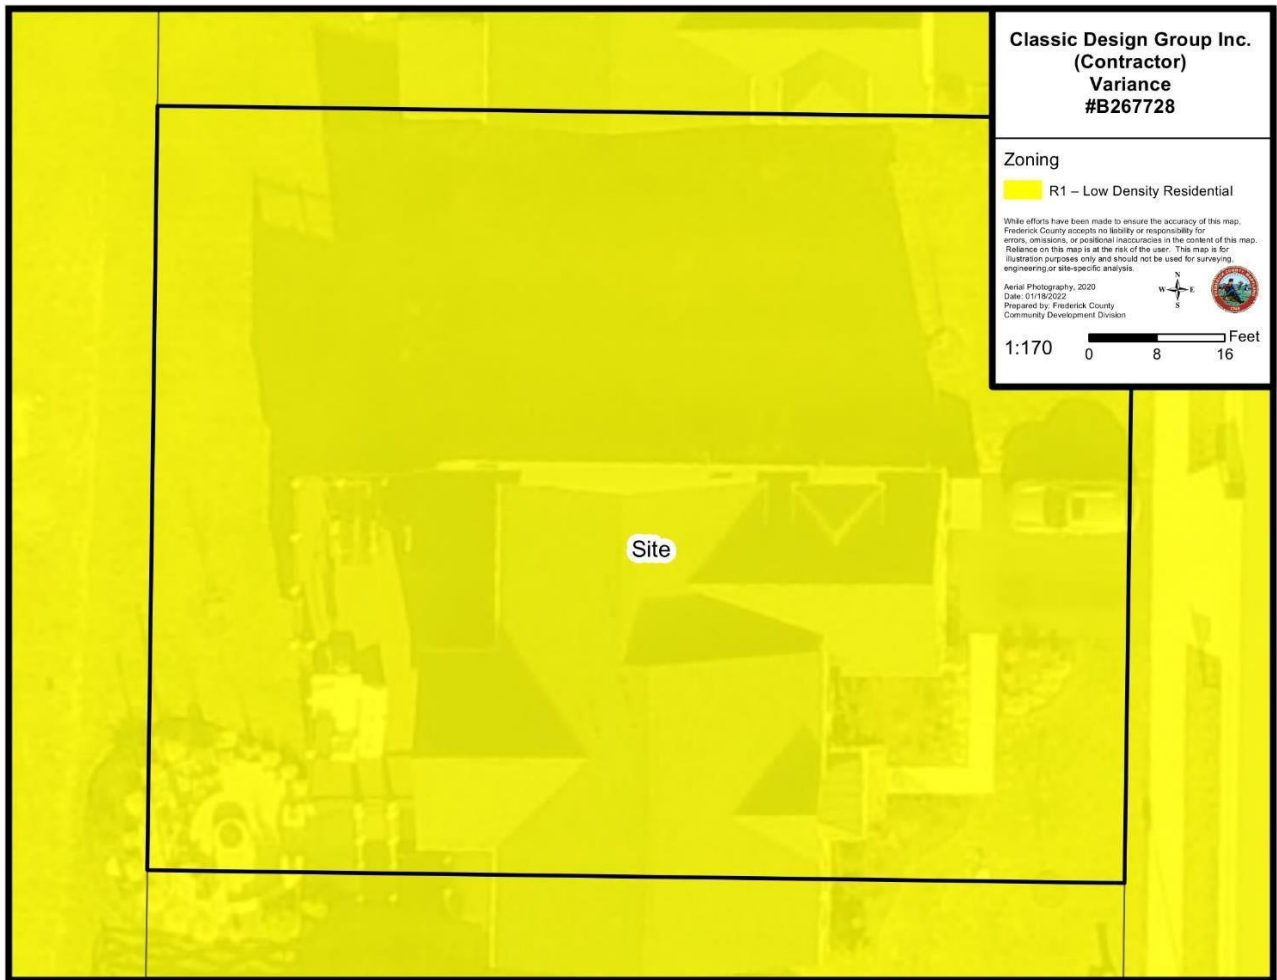 Classic Design Group Inc.
(Contractor)
Variance
#B267728
Zoning
R1 – Low Density Residential
While efforts have been made to ensure the accuracy of this map,
Frederick County accepts no liability or responsibility for
errors, omissions, or positional inaccuracies in the content of this map.
Reliance on this map is at the risk of the user. This map is for
illustration purposes only and should not be used for surveying,
engineering,or site-specific analysis.
Aerial Photography, 2020
Date: 01/18/2022
Prepared by: Frederick County
Community Development Division
N
W E
S
1:170
Feet
0 8 16
Site